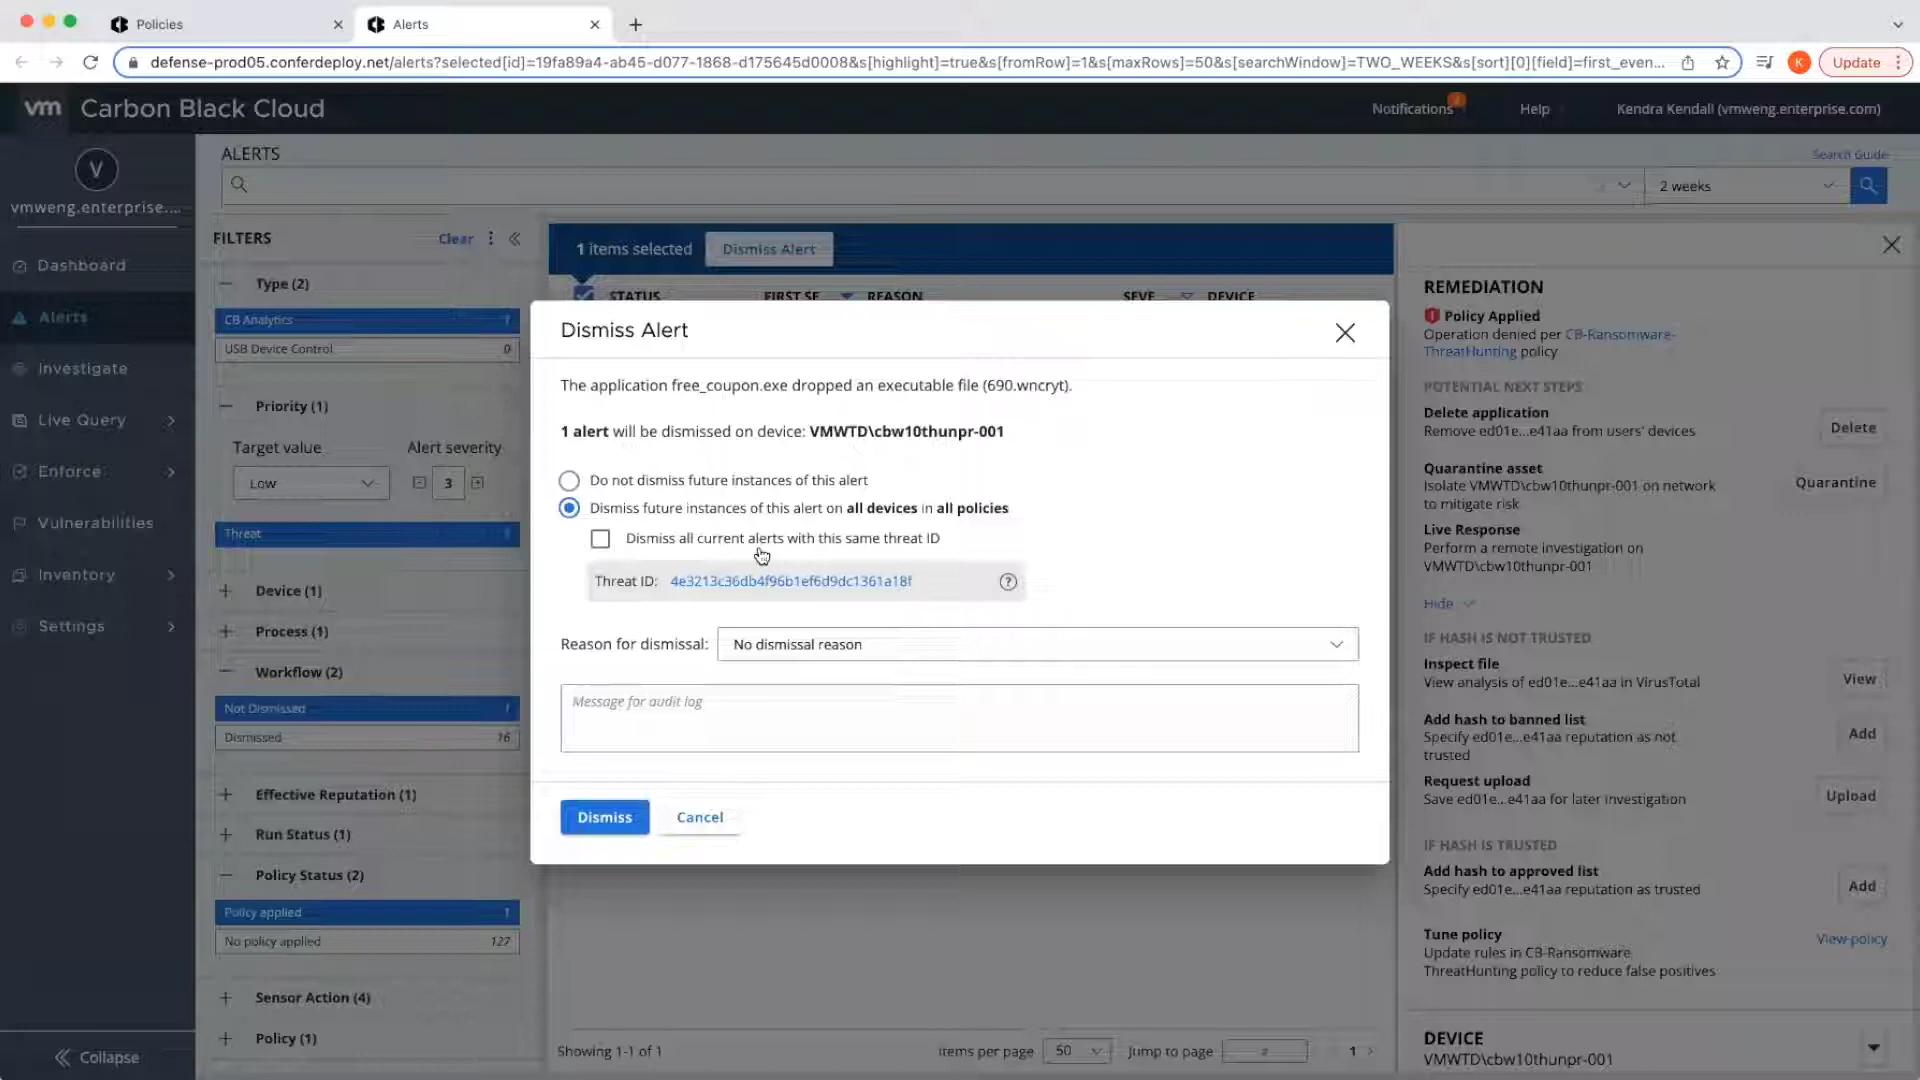 Policies
Alerts
defense-prod05.conferdeploy.net/alerts?selected[id]=19fa89a4-ab45-d077-1868-d175645d0008&s[highlight]=true&s[fromRow]=1&s[maxRows]=50&s[searchWindow]=TWO_WEEKS&s[sort][0][field]=first_even...
K
Update
vm Carbon Black Cloud
Notifications
Help
Kendra Kendall (vmweng.enterprise.com)
V
vmweng.enterprise....
Dashboard
Alerts
Investigate
Live Query
Enforce
Vulnerabilities
Inventory
Settings
Collapse
ALERTS
Search Guide
2 weeks
FILTERS
Clear
Type (2)
CB Analytics 1
USB Device Control 0
Priority (1)
Target value
Alert severity
Low
3
Threat 1
Device (1)
Process (1)
Workflow (2)
Not Dismissed 1
Dismissed 16
Effective Reputation (1)
Run Status (1)
Policy Status (2)
Policy applied 1
No policy applied 127
Sensor Action (4)
Policy (1)
1 items selected
Dismiss Alert
STATUS FIRST SE REASON SEVE DEVICE
Dismiss Alert
The application free_coupon.exe dropped an executable file (690.wncryt).
1 alert will be dismissed on device: VMWTD\cbw10thunpr-001
Do not dismiss future instances of this alert
Dismiss future instances of this alert on all devices in all policies
Dismiss all current alerts with this same threat ID
Threat ID: 4e3213c36db4f96b1ef6d9dc1361a18f ?
Reason for dismissal: No dismissal reason
Message for audit log
Dismiss
Cancel
Showing 1-1 of 1
Items per page 50
Jump to page
1
REMEDIATION
Policy Applied
Operation denied per CB-Ransomware-
ThreatHunting policy
POTENTIAL NEXT STEPS
Delete application
Remove ed01e...e41aa from users' devices
Delete
Quarantine asset
Isolate VMWTD\cbw10thunpr-001 on network
to mitigate risk
Quarantine
Live Response
Perform a remote investigation on
VMWTD\cbw10thunpr-001
Hide
IF HASH IS NOT TRUSTED
Inspect file
View analysis of ed01e...e41aa in VirusTotal
View
Add hash to banned list
Specify ed01e...e41aa reputation as not
trusted
Add
Request upload
Save ed01e...e41aa for later investigation
Upload
IF HASH IS TRUSTED
Add hash to approved list
Specify ed01e...e41aa reputation as trusted
Add
Tune policy
Update rules in CB-Ransomware
ThreatHunting policy to reduce false positives
View policy
DEVICE
VMWTD\cbw10thunpr-001